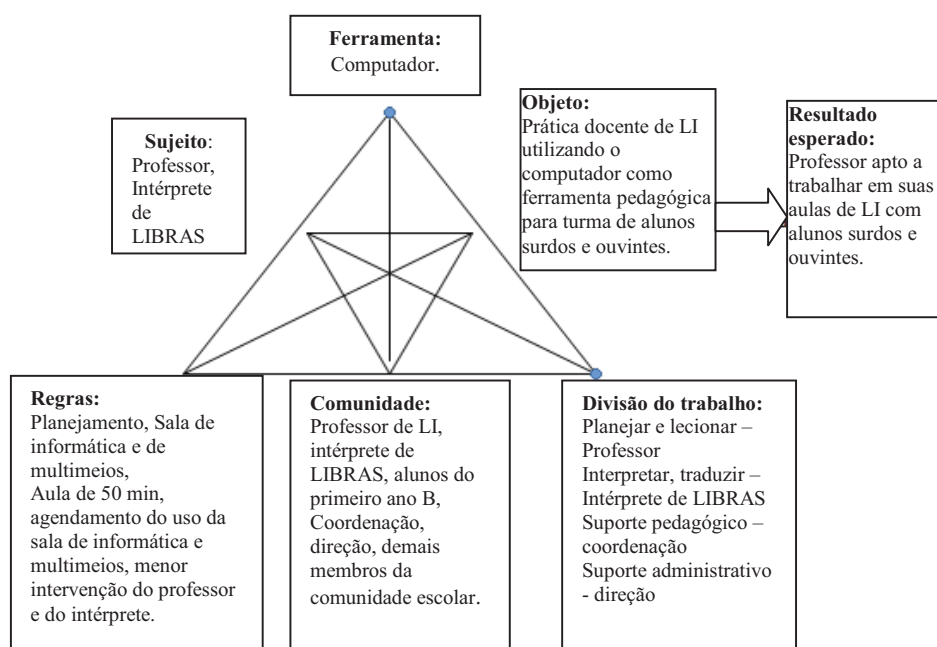 Ferramenta:
Computador.
Sujeito:
Professor,
Intérprete
de
LIBRAS
Objeto:
Prática docente de LI
utilizando o
computador como
ferramenta pedagógica
para turma de alunos
surdos e ouvintes.
Resultado
esperado:
Professor apto a
trabalhar em suas
aulas de LI com
alunos surdos e
ouvintes.
Regras:
Planejamento, Sala de
informática e de
multimeios,
Aula de 50 min,
agendamento do uso da
sala de informática e
multimeios, menor
intervenção do professor
e do intérprete.
Comunidade:
Professor de LI,
intérprete de
LIBRAS, alunos do
primeiro ano B,
Coordenação,
direção, demais
membros da
comunidade escolar.
Divisão do trabalho:
Planejar e lecionar –
Professor
Interpretar, traduzir –
Intérprete de LIBRAS
Suporte pedagógico –
coordenação
Suporte administrativo
- direção